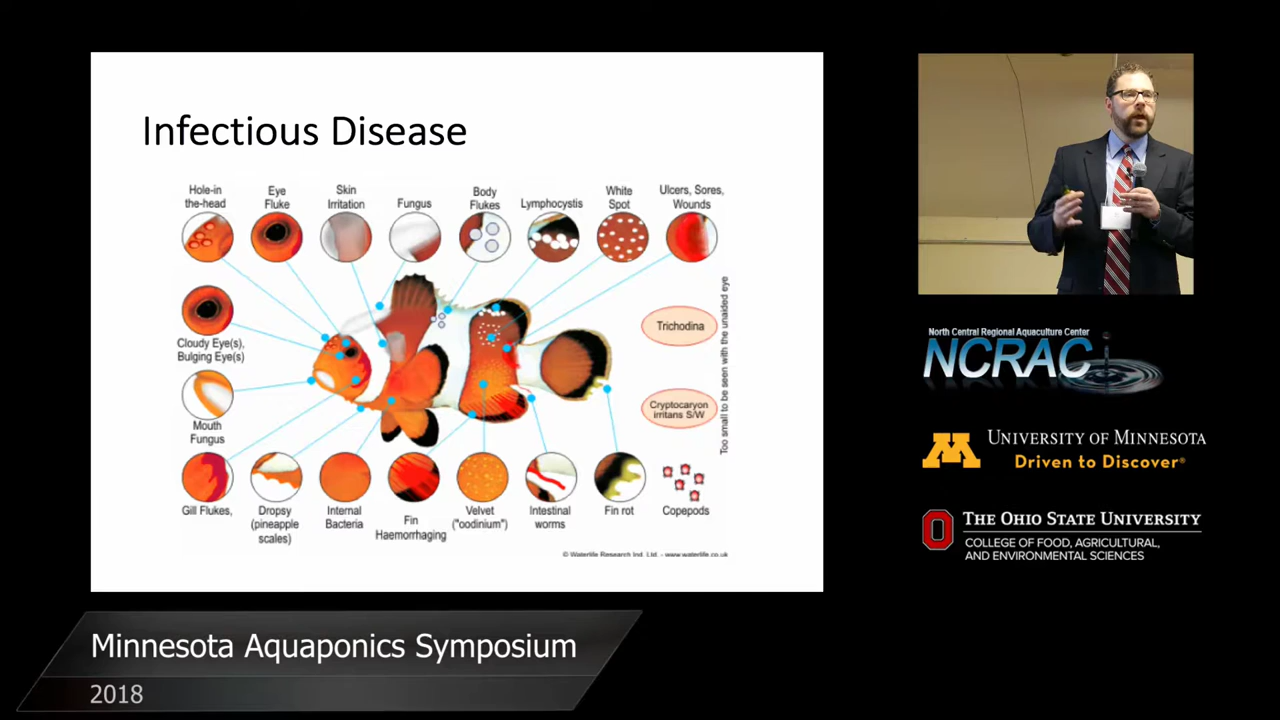 Infectious Disease
Hole-in
the-head
Eye
Fluke
Skin
Irritation
Fungus
Body
Flukes
Lymphocystis
White
Spot
Ulcers, Sores,
Wounds
Cloudy Eye(s),
Bulging Eye(s)
Trichodina
Cryptocaryon
irritans S/W
Too small to be seen with the unaided eye
Mouth
Fungus
Gill Flukes,
Dropsy
(pineapple
scales)
Internal
Bacteria
Fin
Haemorrhaging
Velvet
("oodinium")
Intestinal
worms
Fin rot
Copepods
© Waterlife Research Ind. Ltd. - www.waterlife.co.uk
North Central Regional Aquaculture Center
NCRAC
M UNIVERSITY OF MINNESOTA
Driven to Discover®
O THE OHIO STATE UNIVERSITY
COLLEGE OF FOOD, AGRICULTURAL,
AND ENVIRONMENTAL SCIENCES
Minnesota Aquaponics Symposium
2018